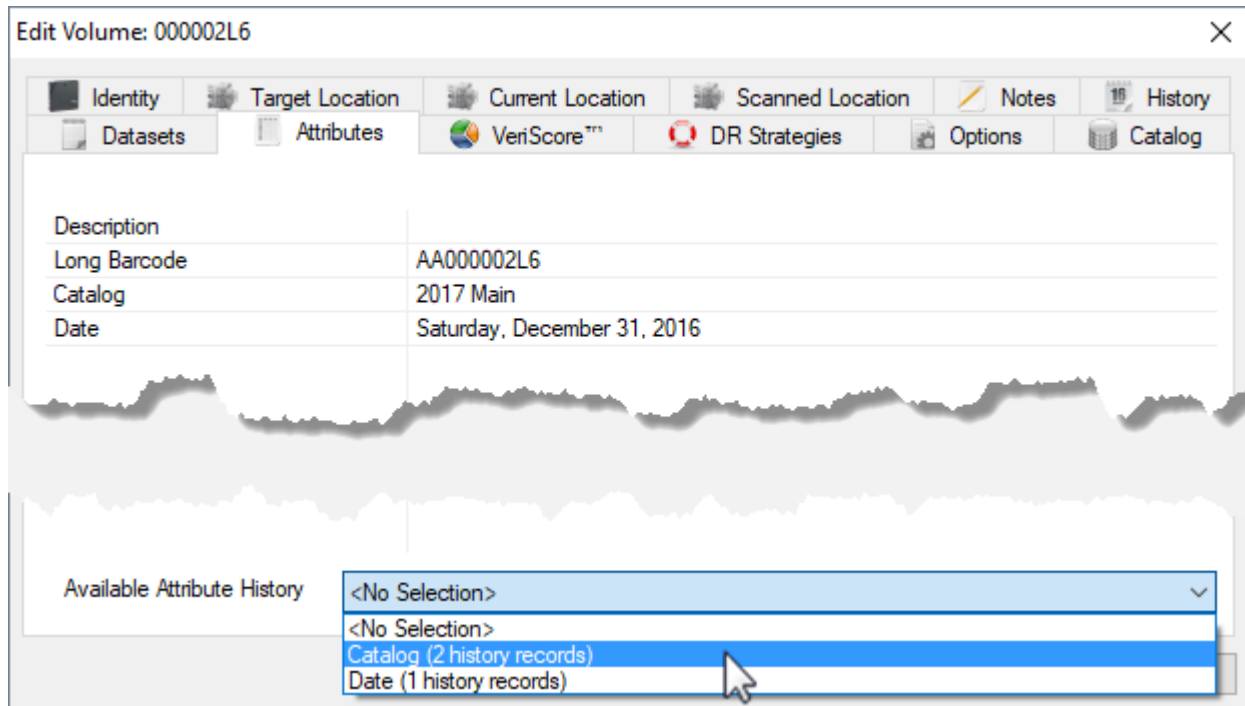 Edit Volume: 000002L6
Identity Target Location Current Location Scanned Location Notes 16 History
Datasets Attributes VeriScore™ DR Strategies Options Catalog
Description
Long Barcode AA000002L6
Catalog 2017 Main
Date Saturday, December 31, 2016
Available Attribute History <No Selection>
<No Selection>
Catalog (2 history records)
Date (1 history records)